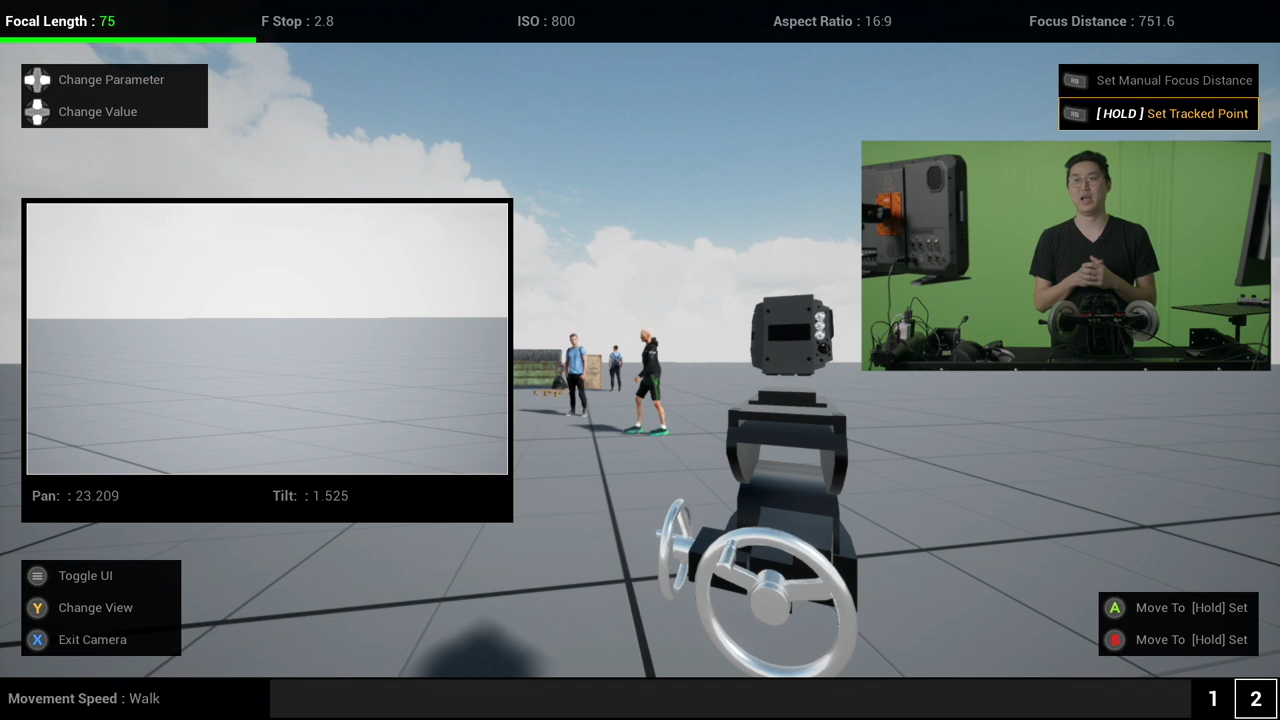 Focal Length : 75
F Stop : 2.8
ISO : 800
Aspect Ratio : 16:9
Focus Distance : 751.6
Change Parameter
Change Value
RB Set Manual Focus Distance
RB [ HOLD ] Set Tracked Point
Pan: : 23.209
Tilt: : 1.525
Toggle UI
Y Change View
X Exit Camera
A Move To [Hold] Set
B Move To [Hold] Set
Movement Speed : Walk
1
2